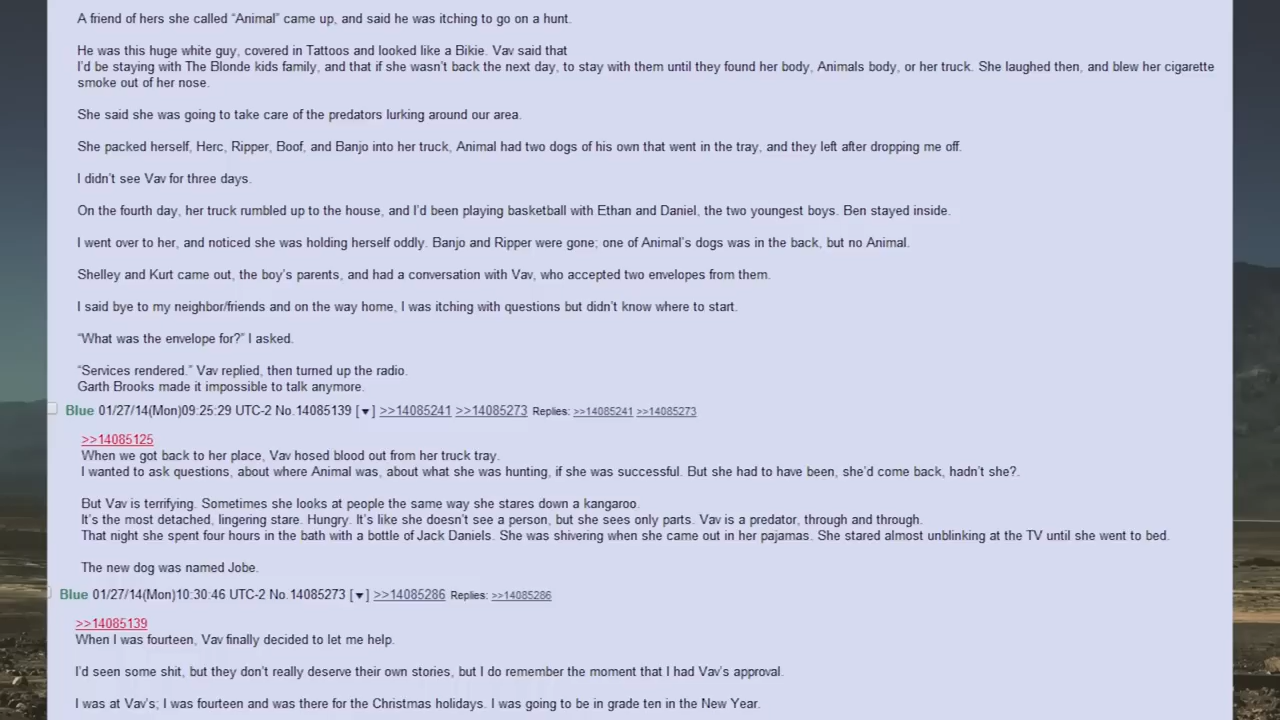 A friend of hers she called “Animal” came up, and said he was itching to go on a hunt.
He was this huge white guy, covered in Tattoos and looked like a Bikie. Vav said that
I’d be staying with The Blonde kids family, and that if she wasn’t back the next day, to stay with them until they found her body, Animals body, or her truck. She laughed then, and blew her cigarette
smoke out of her nose.
She said she was going to take care of the predators lurking around our area.
She packed herself, Herc, Ripper, Boof, and Banjo into her truck, Animal had two dogs of his own that went in the tray, and they left after dropping me off.
I didn’t see Vav for three days.
On the fourth day, her truck rumbled up to the house, and I’d been playing basketball with Ethan and Daniel, the two youngest boys. Ben stayed inside.
I went over to her, and noticed she was holding herself oddly. Banjo and Ripper were gone; one of Animal’s dogs was in the back, but no Animal.
Shelley and Kurt came out, the boy’s parents, and had a conversation with Vav, who accepted two envelopes from them.
I said bye to my neighbor/friends and on the way home, I was itching with questions but didn’t know where to start.
“What was the envelope for?” I asked.
“Services rendered.” Vav replied, then turned up the radio.
Garth Brooks made it impossible to talk anymore.
Blue 01/27/14(Mon)09:25:29 UTC-2 No.14085139 [▼] >>14085241 >>14085273 Replies: >>14085241 >>14085273
>>14085125
When we got back to her place, Vav hosed blood out from her truck tray.
I wanted to ask questions, about where Animal was, about what she was hunting, if she was successful. But she had to have been, she’d come back, hadn’t she?.
But Vav is terrifying. Sometimes she looks at people the same way she stares down a kangaroo.
It’s the most detached, lingering stare. Hungry. It’s like she doesn’t see a person, but she sees only parts. Vav is a predator, through and through.
That night she spent four hours in the bath with a bottle of Jack Daniels. She was shivering when she came out in her pajamas. She stared almost unblinking at the TV until she went to bed.
The new dog was named Jobe.
Blue 01/27/14(Mon)10:30:46 UTC-2 No.14085273 [▼] >>14085286 Replies: >>14085286
>>14085139
When I was fourteen, Vav finally decided to let me help.
I’d seen some shit, but they don’t really deserve their own stories, but I do remember the moment that I had Vav’s approval.
I was at Vav’s; I was fourteen and was there for the Christmas holidays. I was going to be in grade ten in the New Year.